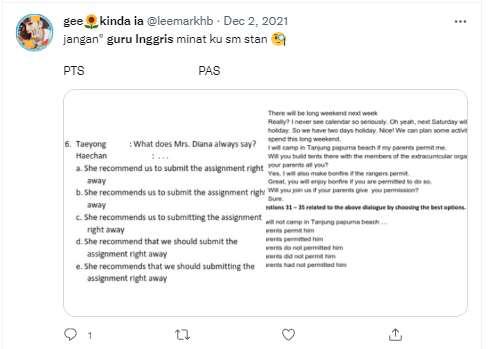 gee🌻kinda ia @leemarkhb · Dec 2, 2021
jangan° guru Inggris minat ku sm stan 🧐
PTS PAS
6. Taeyong : What does Mrs. Diana always say?
Haechan : . . .
a. She recommend us to submit the assignment right
away
b. She recommends us to submit the assignment righ
away
c. She recommends us to submitting the assignment
right away
d. She recommend that we should submit the
assignment right away
e. She recommends that we should submitting the
assignment right away
There will be long weekend next week
Really? I never see calendar so seriously. Oh yeah, next Saturday wil
holiday. So we have two days holiday. Nice! We can plan some activi
spend this long weekend.
I will camp in Tanjung papuma beach if my parents permit me.
Will you build tents there with the members of the extracurricular orga
your parents all you?
Yes, I will also make bonfire if the rangers permit.
Great, you will enjoy bonfire if you are permitted to do so.
Will you join us if your parents give you permission?
Sure.
stions 31 – 35 related to the above dialogue by choosing the best options.
will not camp in Tanjung papuma beach ...
arents permit him
arents permitted him
arents do not permitted him
arents did not permit him
arents had not permitted him
1